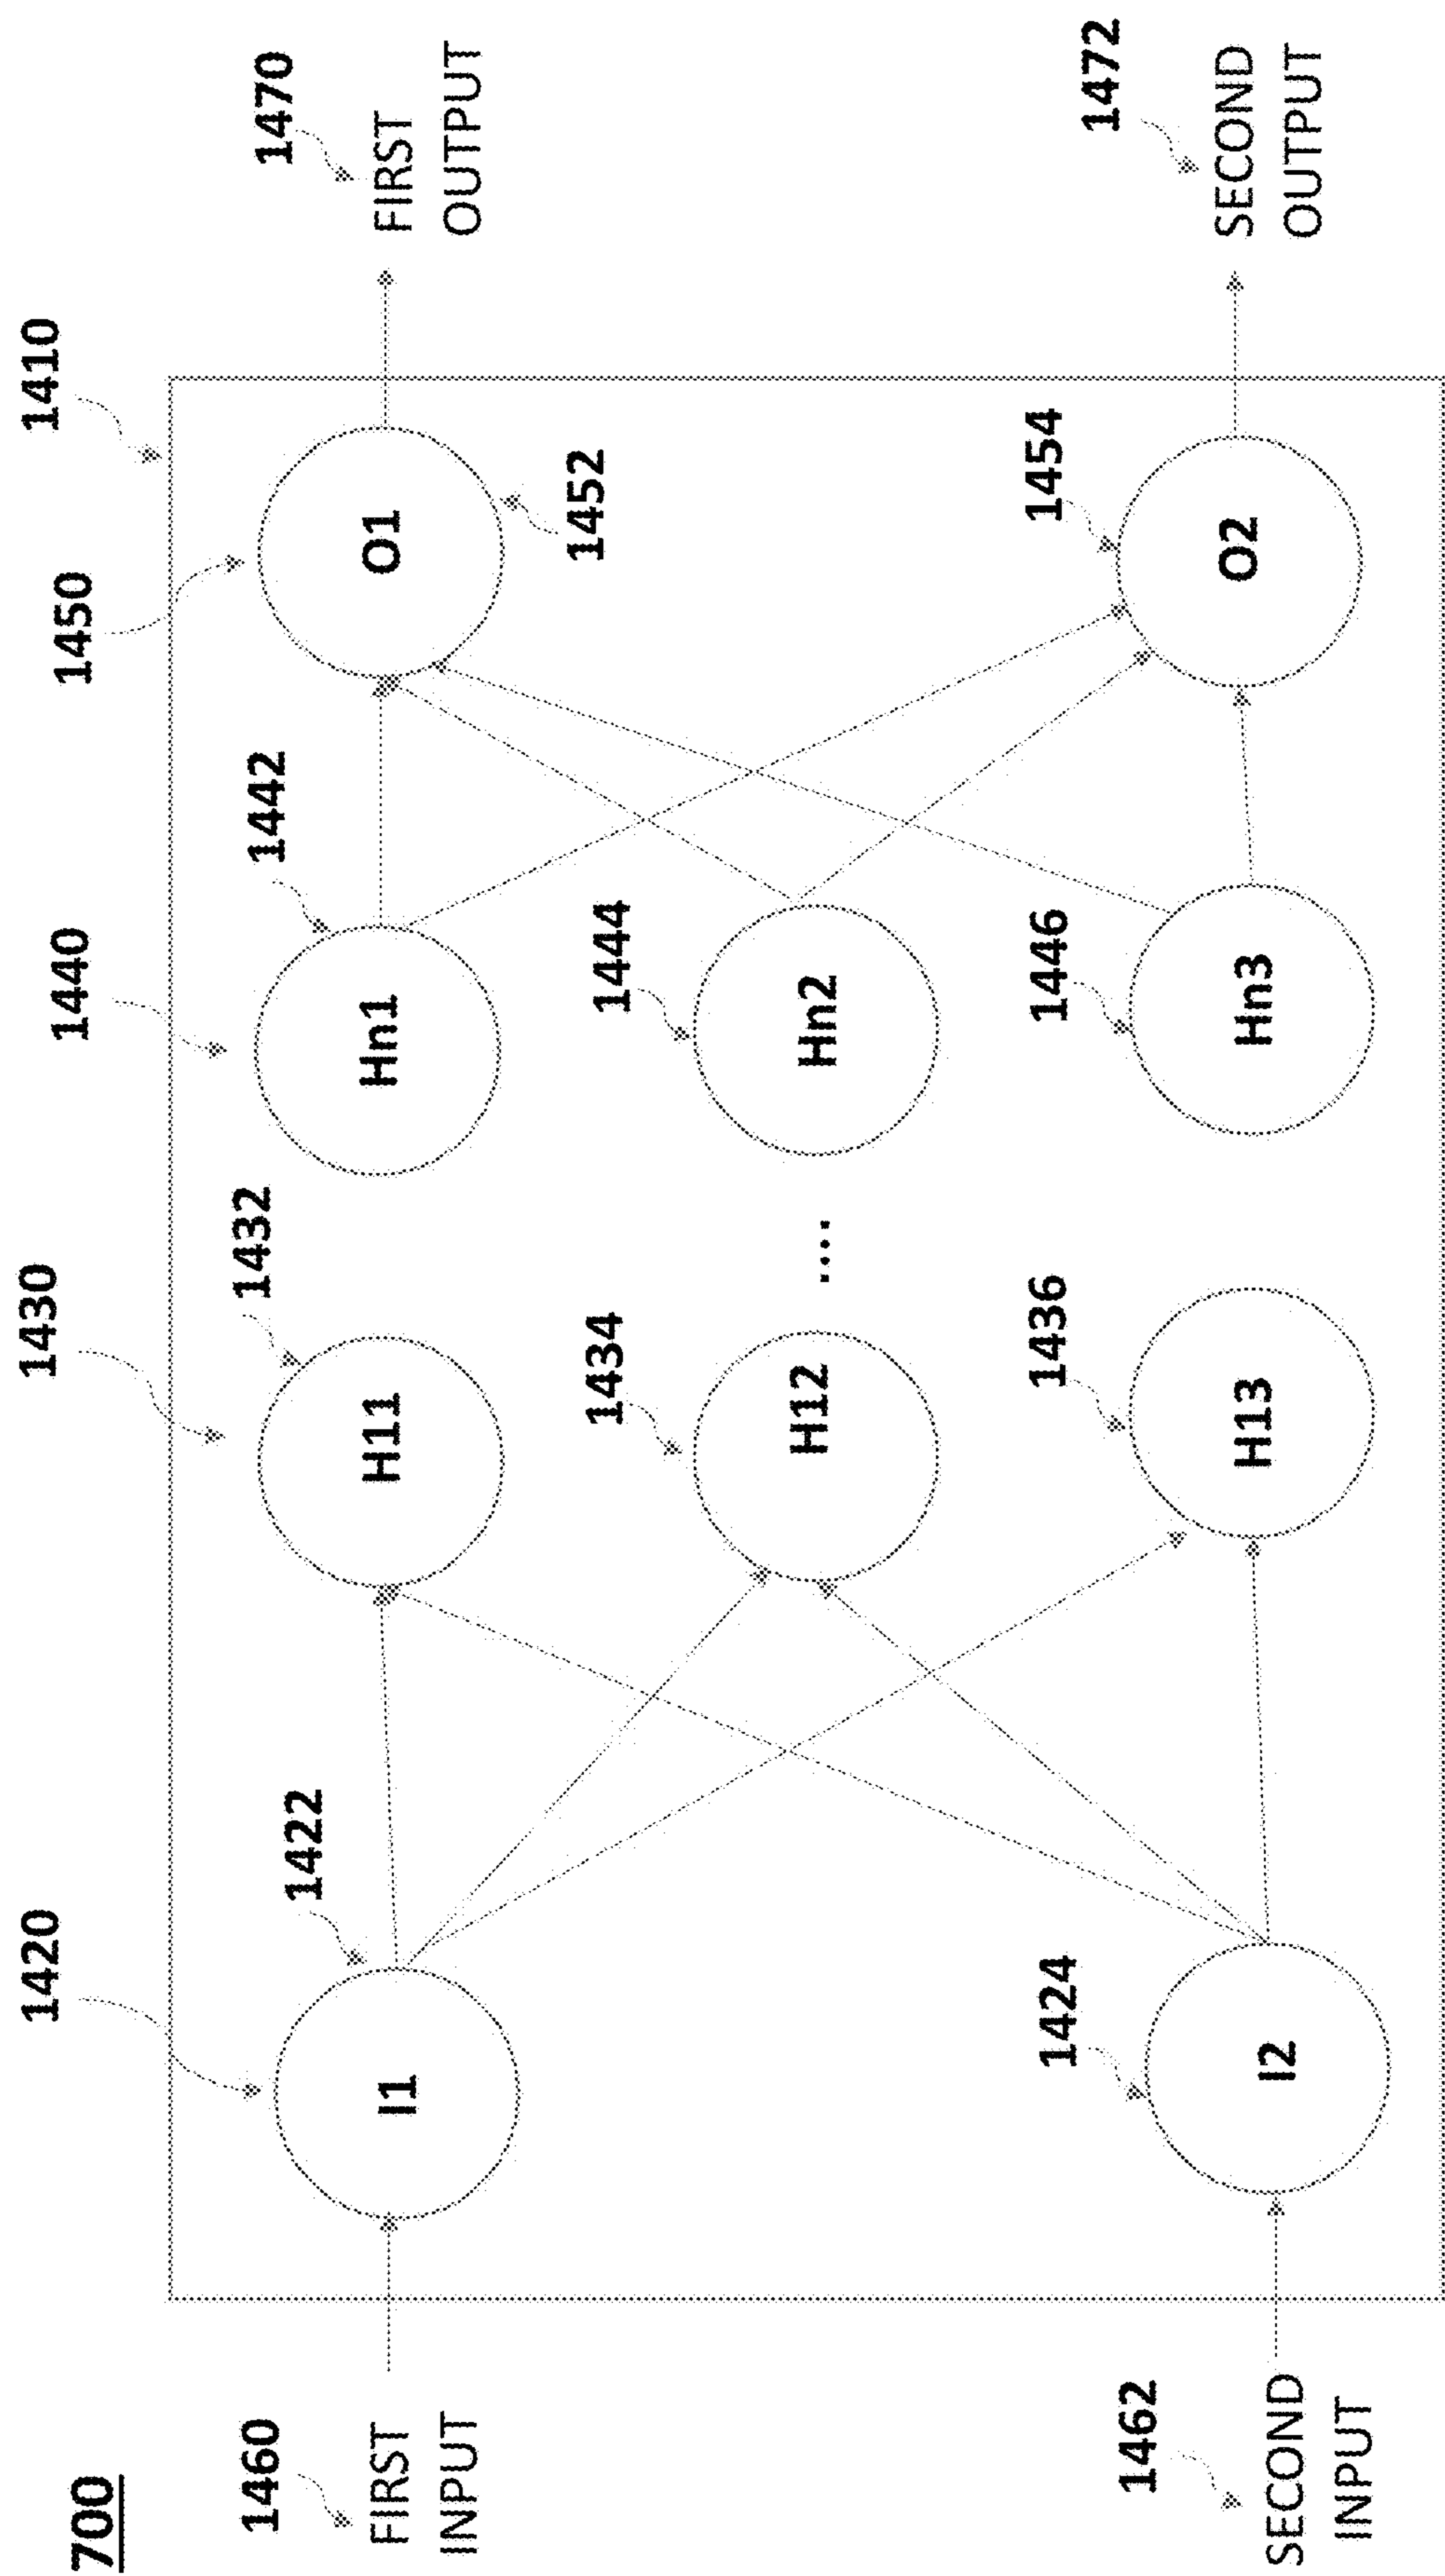 700
1410
1420
1430
1440
1450
1460
FIRST
INPUT
1422
I1
1432
H11
1442
Hn1
O1
1452
1470
FIRST
OUTPUT
1434
H12
....
1444
Hn2
1462
SECOND
INPUT
1424
I2
1436
H13
1446
Hn3
1454
O2
1472
SECOND
OUTPUT